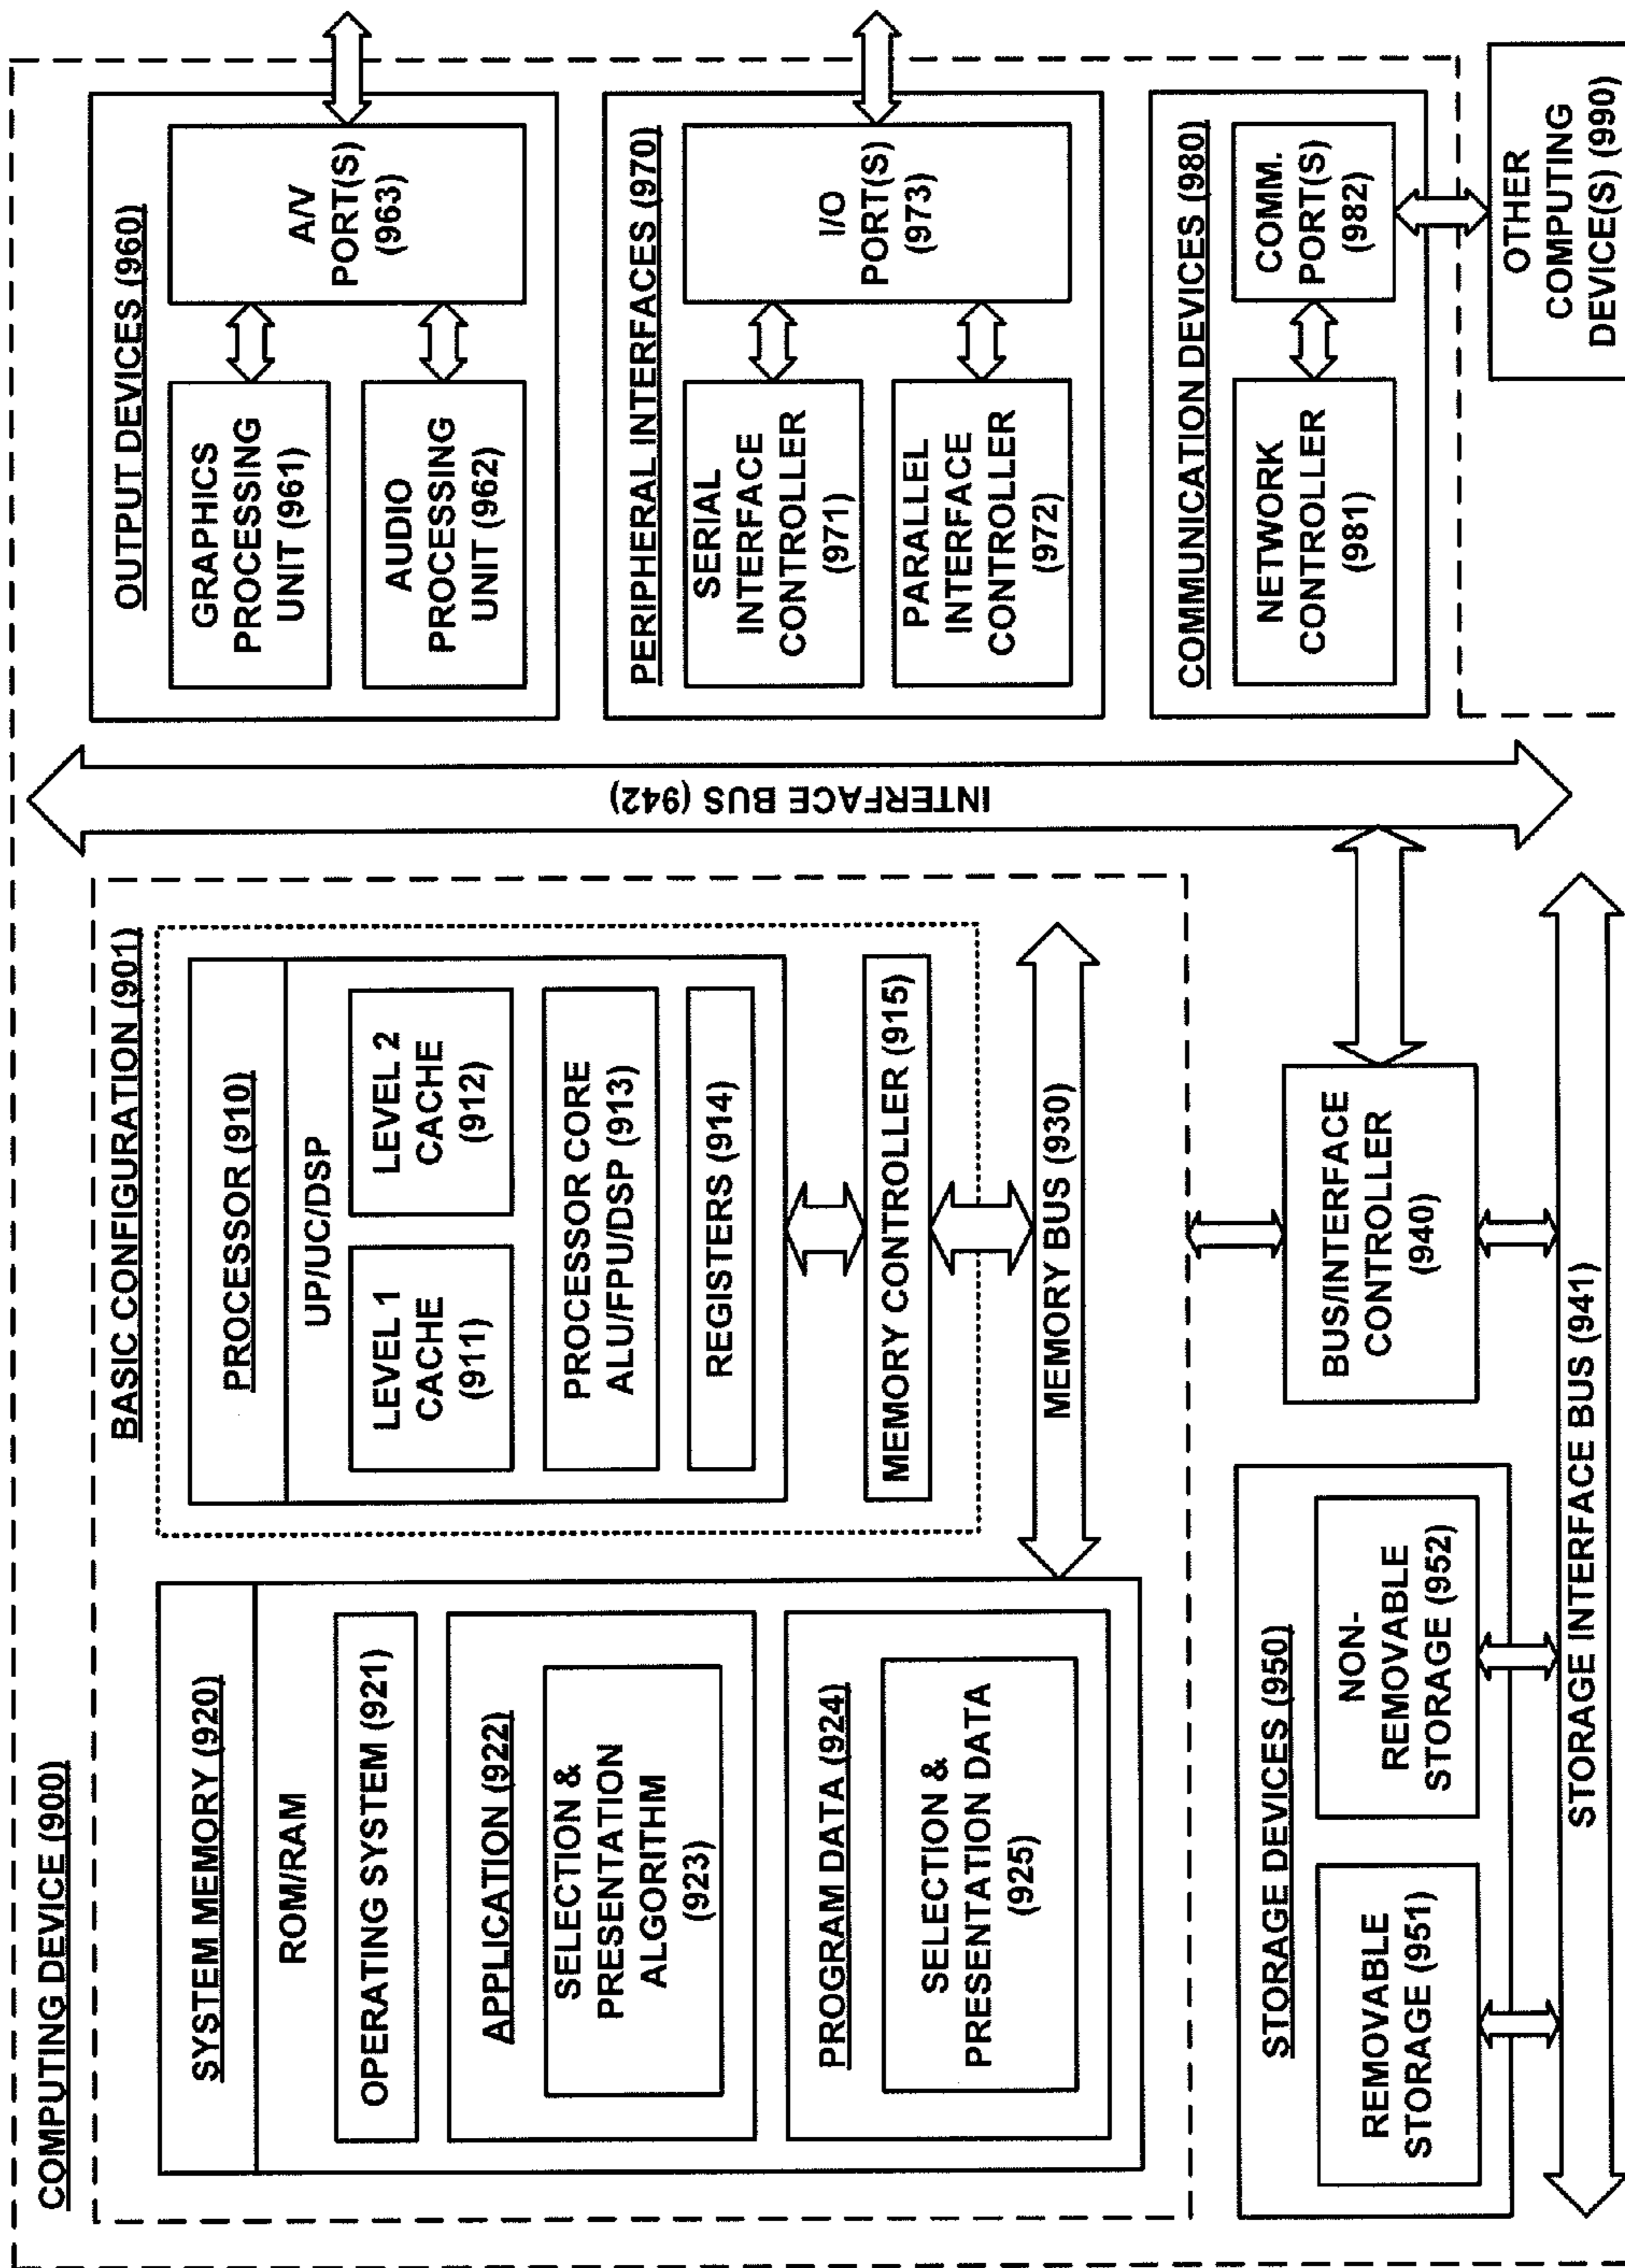 COMPUTING DEVICE (900)
BASIC CONFIGURATION (901)
SYSTEM MEMORY (920)
ROM/RAM
OPERATING SYSTEM (921)
APPLICATION (922)
SELECTION &
PRESENTATION
ALGORITHM
(923)
PROGRAM DATA (924)
SELECTION &
PRESENTATION DATA
(925)
PROCESSOR (910)
UP/UC/DSP
LEVEL 1
CACHE
(911)
LEVEL 2
CACHE
(912)
PROCESSOR CORE
ALU/FPU/DSP (913)
REGISTERS (914)
MEMORY CONTROLLER (915)
MEMORY BUS (930)
BUS/INTERFACE
CONTROLLER
(940)
STORAGE DEVICES (950)
REMOVABLE
STORAGE (951)
NON-
REMOVABLE
STORAGE (952)
STORAGE INTERFACE BUS (941)
INTERFACE BUS (942)
OUTPUT DEVICES (960)
GRAPHICS
PROCESSING
UNIT (961)
AUDIO
PROCESSING
UNIT (962)
A/V
PORT(S)
(963)
PERIPHERAL INTERFACES (970)
SERIAL
INTERFACE
CONTROLLER
(971)
PARALLEL
INTERFACE
CONTROLLER
(972)
I/O
PORT(S)
(973)
COMMUNICATION DEVICES (980)
NETWORK
CONTROLLER
(981)
COMM.
PORT(S)
(982)
OTHER
COMPUTING
DEVICE(S) (990)